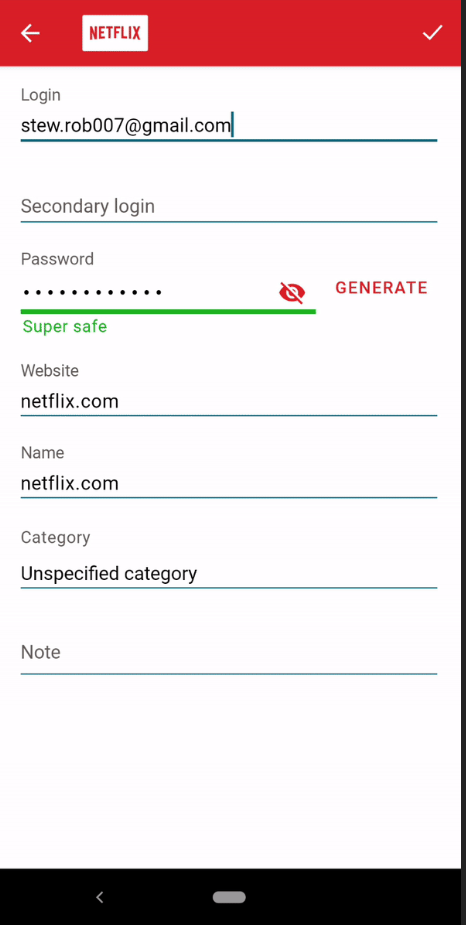 NETFLIX
Login
stew.rob007@gmail.com
Secondary login
Password
••••••••••••
GENERATE
Super safe
Website
netflix.com
Name
netflix.com
Category
Unspecified category
Note